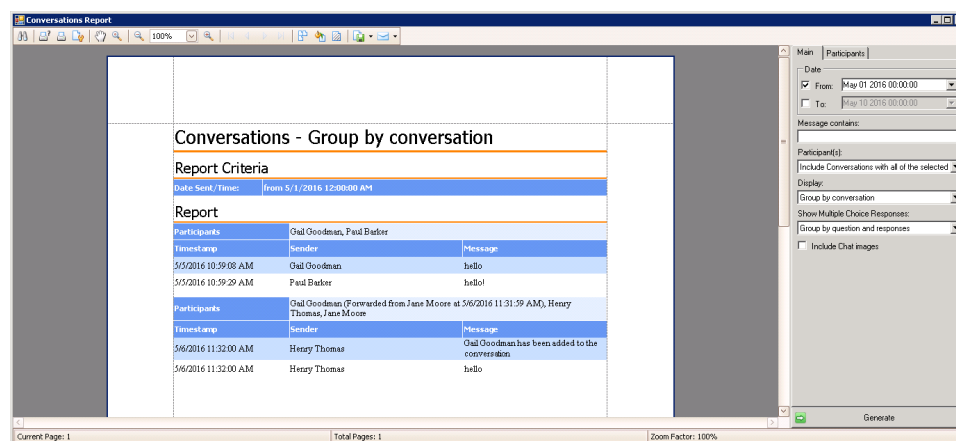 Conversations Report
100%
Conversations - Group by conversation
Report Criteria
Date Sent/Time: from 5/1/2016 12:00:00 AM
Report
Participants Gail Goodman, Paul Barker
Timestamp Sender Message
5/5/2016 10:59:08 AM Gail Goodman hello
5/5/2016 10:59:29 AM Paul Barker hello!
Participants Gail Goodman (Forwarded from Jane Moore at 5/6/2016 11:31:59 AM), Henry
Thomas, Jane Moore
Timestamp Sender Message
5/6/2016 11:32:00 AM Henry Thomas Gail Goodman has been added to the
conversation
5/6/2016 11:32:00 AM Henry Thomas hello
Main Participants
Date
From: May 01 2016 00:00:00
To: May 10 2016 00:00:00
Message contains:
Participant(s):
Include Conversations with all of the selected
Display:
Group by conversation
Show Multiple Choice Responses:
Group by question and responses
Include Chat images
Generate
Current Page: 1 Total Pages: 1 Zoom Factor: 100%